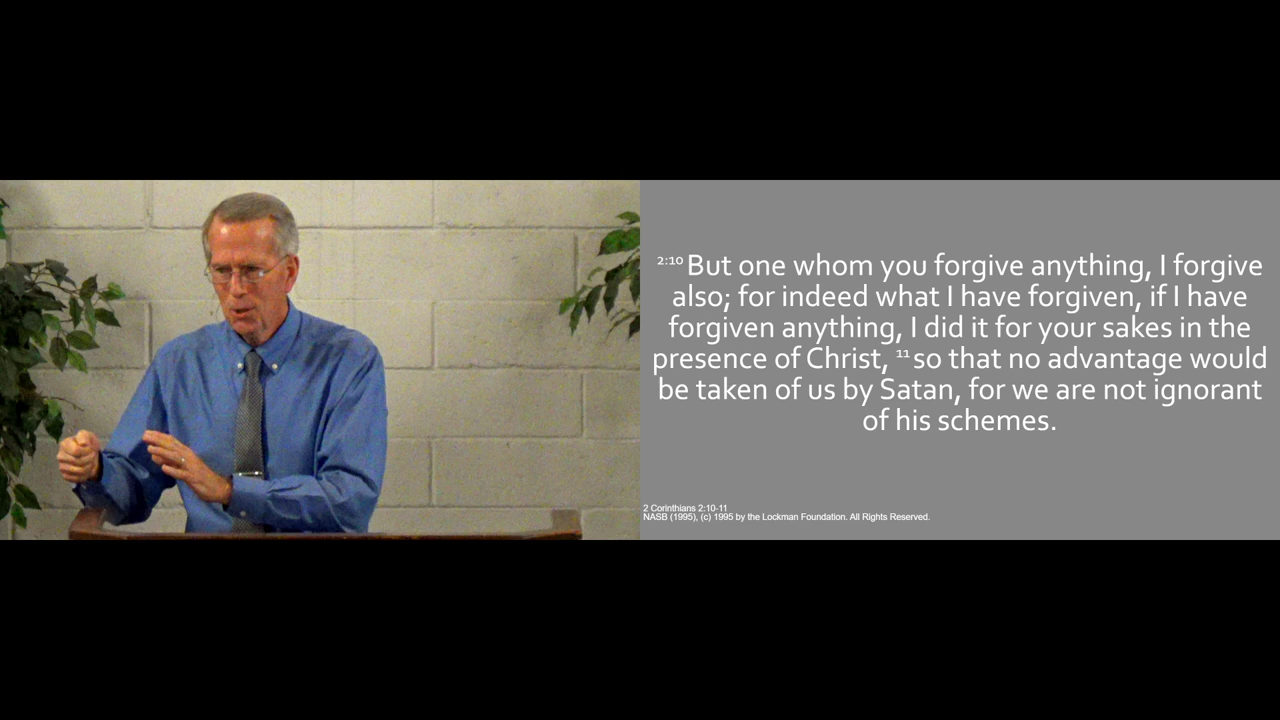 2:10 But one whom you forgive anything, I forgive
also; for indeed what I have forgiven, if I have
forgiven anything, I did it for your sakes in the
presence of Christ, 11 so that no advantage would
be taken of us by Satan, for we are not ignorant
of his schemes.
2 Corinthians 2:10-11
NASB (1995), (c) 1995 by the Lockman Foundation. All Rights Reserved.